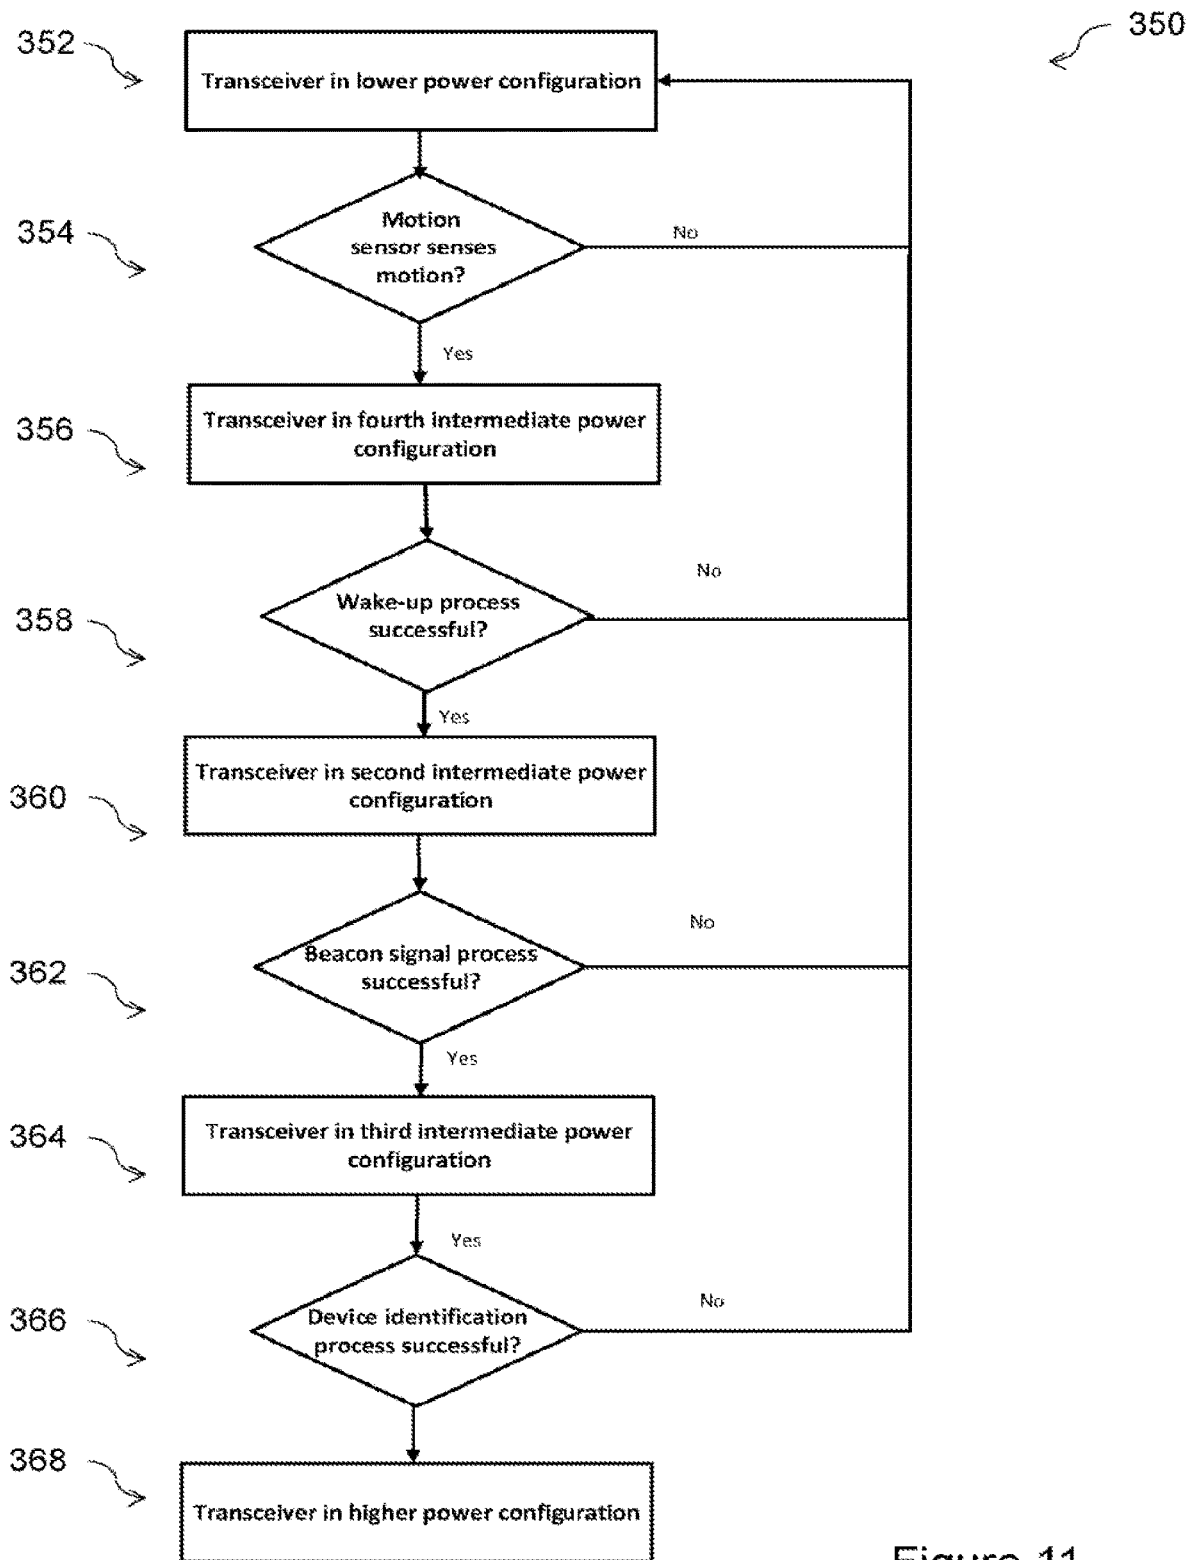 350
352
Transceiver in lower power configuration
354
Motion
sensor senses
motion?
No
Yes
356
Transceiver in fourth intermediate power
configuration
358
Wake-up process
successful?
No
Yes
360
Transceiver in second intermediate power
configuration
362
Beacon signal process
successful?
No
Yes
364
Transceiver in third intermediate power
configuration
Yes
366
Device identification
process successful?
No
368
Transceiver in higher power configuration
Figure 11